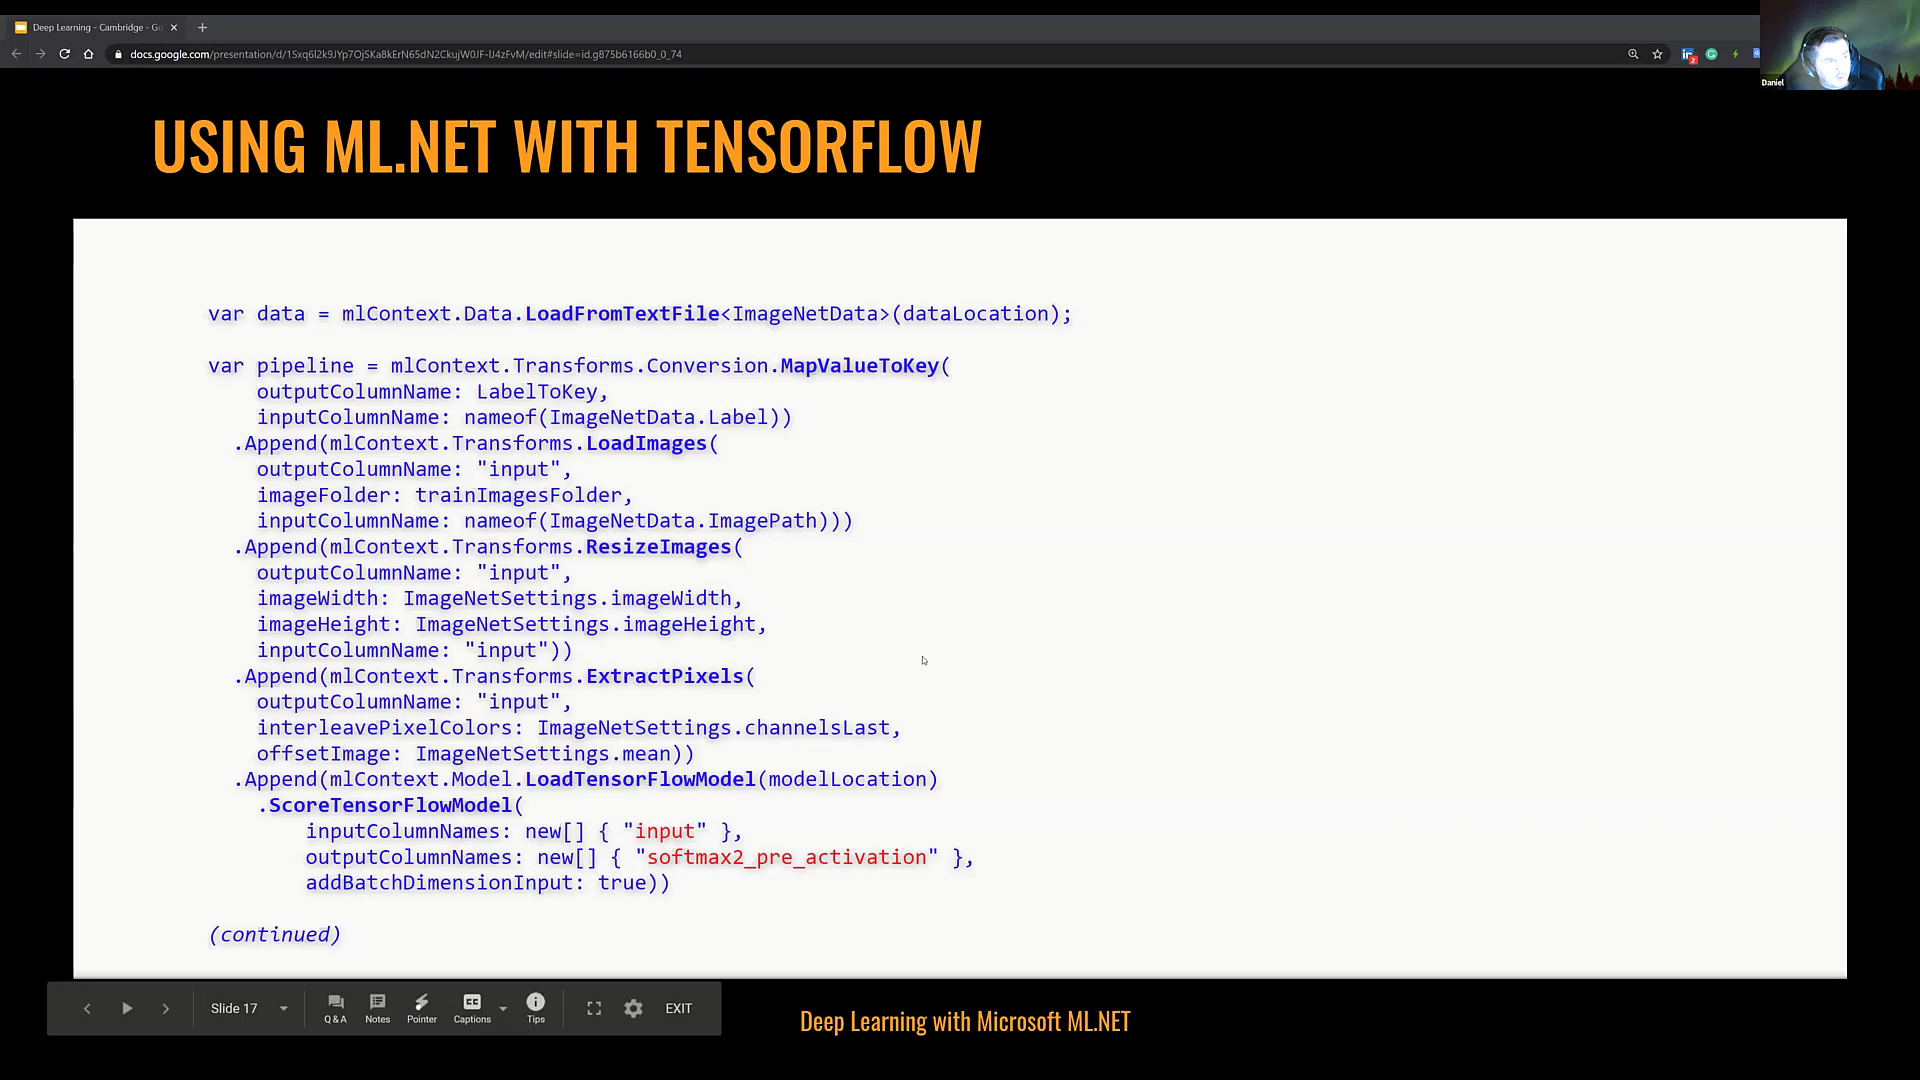 Deep Learning - Cambridge - Go
docs.google.com/presentation/d/1Sxq6I2k9JYp7OjSKa8kErN65dN2CkujW0JF-IJ4zFvM/edit#slide=id.g875b6166b0_0_74
2
Daniel
USING ML.NET WITH TENSORFLOW
var data = mlContext.Data.LoadFromTextFile<ImageNetData>(dataLocation);
var pipeline = mlContext.Transforms.Conversion.MapValueToKey(
outputColumnName: LabelToKey,
inputColumnName: nameof(ImageNetData.Label))
.Append(mlContext.Transforms.LoadImages(
outputColumnName: "input",
imageFolder: trainImagesFolder,
inputColumnName: nameof(ImageNetData.ImagePath)))
.Append(mlContext.Transforms.ResizeImages(
outputColumnName: "input",
imageWidth: ImageNetSettings.imageWidth,
imageHeight: ImageNetSettings.imageHeight,
inputColumnName: "input"))
.Append(mlContext.Transforms.ExtractPixels(
outputColumnName: "input",
interleavePixelColors: ImageNetSettings.channelsLast,
offsetImage: ImageNetSettings.mean))
.Append(mlContext.Model.LoadTensorFlowModel(modelLocation)
.ScoreTensorFlowModel(
inputColumnNames: new[] { "input" },
outputColumnNames: new[] { "softmax2_pre_activation" },
addBatchDimensionInput: true))
(continued)
Slide 17
Q & A
Notes
Pointer
Captions
Tips
EXIT
Deep Learning with Microsoft ML.NET